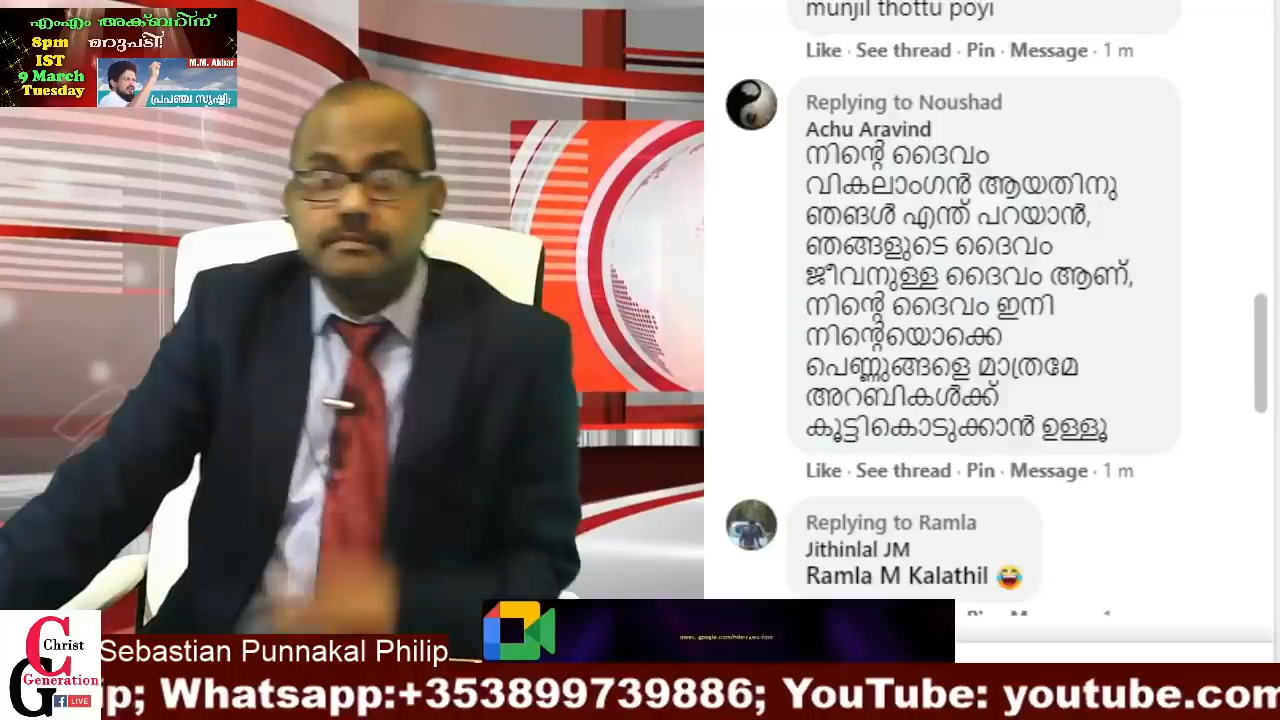 എംഎം അക്ബറിന്
8pm മറുപടി!
IST
9 March
Tuesday
M.M. Akbar
പ്രപഞ്ച സൃഷ്ടി;
munjil thottu poyi
Like · See thread · Pin · Message · 1 m
Replying to Noushad
Achu Aravind
നിന്റെ ദൈവം
വികലാംഗൻ ആയതിനു
ഞങൾ എന്ത് പറയാൻ,
ഞങ്ങളുടെ ദൈവം
ജീവനുള്ള ദൈവം ആണ്,
നിന്റെ ദൈവം ഇനി
നിന്റെയൊക്കെ
പെണ്ണുങ്ങളെ മാത്രമേ
അറബികൾക്ക്
കൂട്ടികൊടുക്കാൻ ഉള്ളൂ
Like · See thread · Pin · Message · 1 m
Replying to Ramla
Jithinlal JM
Ramla M Kalathil 😂
Sebastian Punnakal Philip
CG Christ Generation
LIVE
ip; Whatsapp:+353899739886; YouTube: youtube.com